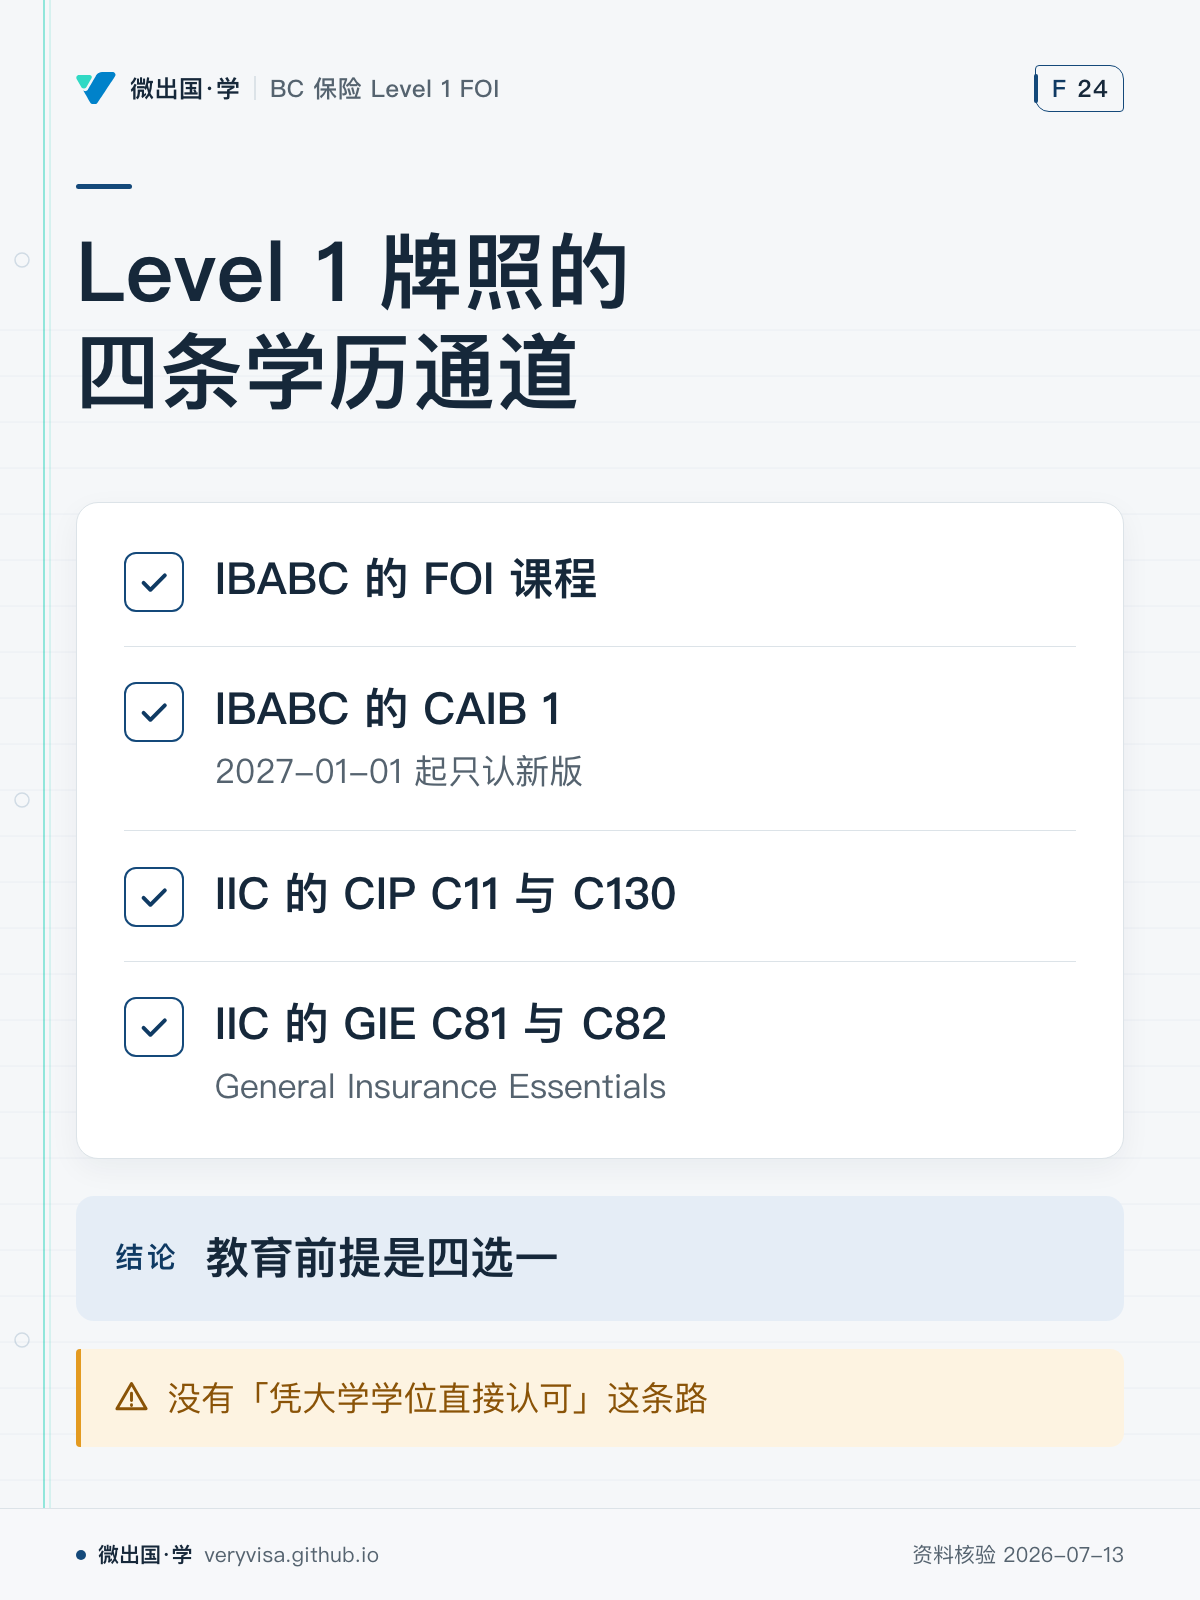 微出国·学 BC 保险 Level 1 FOI
F 24
Level 1 牌照的
四条学历通道
IBABC 的 FOI 课程
IBABC 的 CAIB 1
2027-01-01 起只认新版
IIC 的 CIP C11 与 C130
IIC 的 GIE C81 与 C82
General Insurance Essentials
结论 教育前提是四选一
没有「凭大学学位直接认可」这条路
微出国·学 veryvisa.github.io
资料核验 2026-07-13